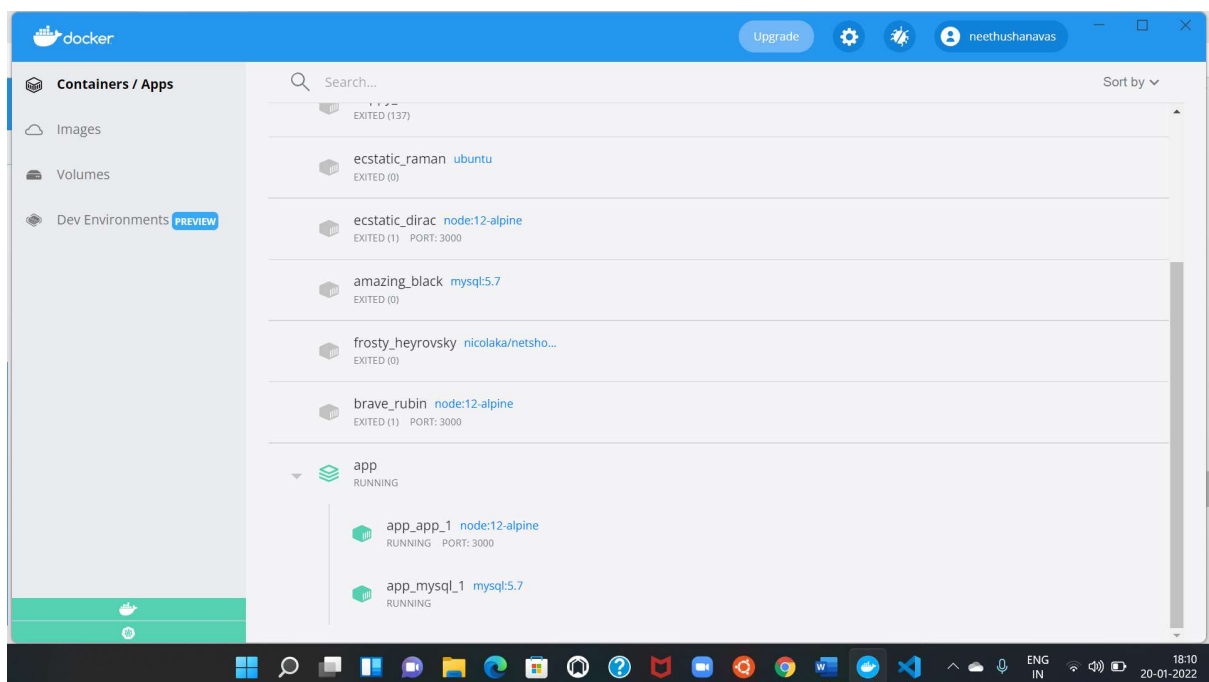 docker
Upgrade
neethushanavas
Containers / Apps
Images
Volumes
Dev Environments PREVIEW
Search...
Sort by
EXITED (137)
ecstatic_raman ubuntu
EXITED (0)
ecstatic_dirac node:12-alpine
EXITED (1) PORT: 3000
amazing_black mysql:5.7
EXITED (0)
frosty_heyrovsky nicolaka/netsho...
EXITED (0)
brave_rubin node:12-alpine
EXITED (1) PORT: 3000
app
RUNNING
app_app_1 node:12-alpine
RUNNING PORT: 3000
app_mysql_1 mysql:5.7
RUNNING
ENG
IN
18:10
20-01-2022